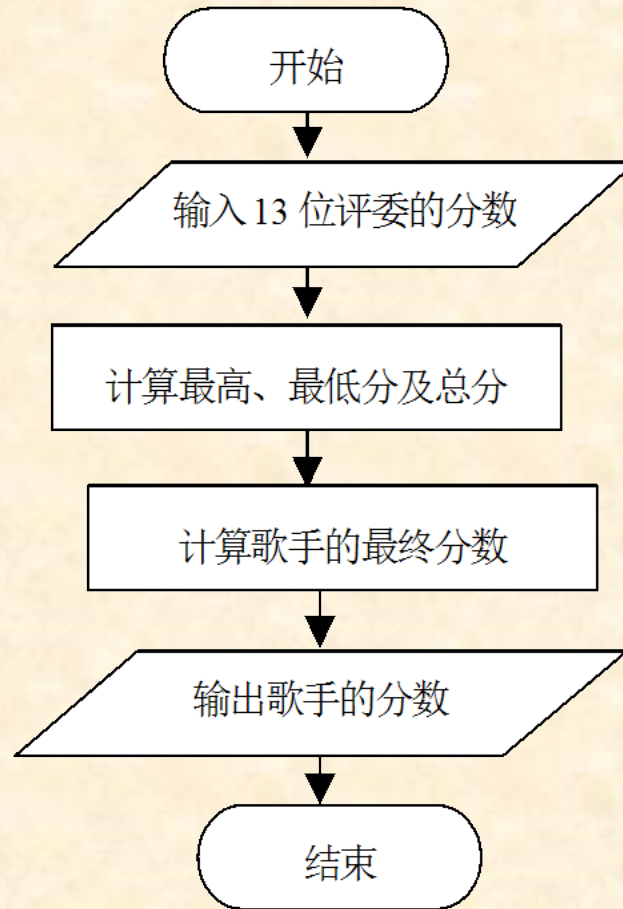 开始
输入 13 位评委的分数
计算最高、最低分及总分
计算歌手的最终分数
输出歌手的分数
结束